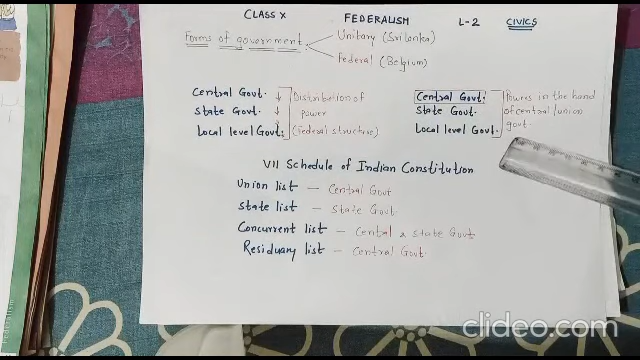 CLASS X FEDERALISM L-2 CIVICS
Forms of government
Unitary (Srilanka)
Federal (Belgium)
Central Govt.
State Govt.
Local level Govt.
Distribution of
power
(Federal structure)
Central Govt.
State Govt.
Local level Govt.
Powers in the hand
of central/union
govt.
VII Schedule of Indian Constitution
Union list – Central Govt
State list – State Govt.
Concurrent list – Central & State Govt
Residuary list – Central Govt.
clideo.com